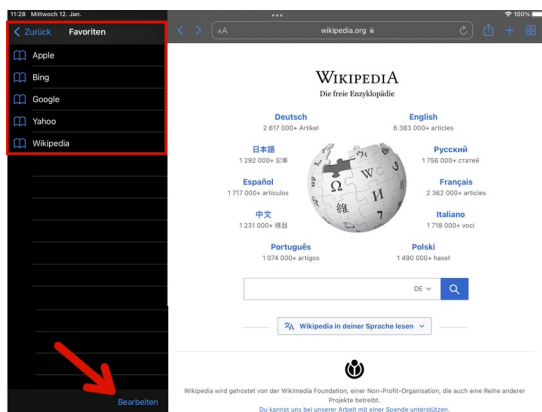 11:28 Mittwoch 12. Jan.
100%
Zurück Favoriten
Apple
Bing
Google
Yahoo
Wikipedia
Bearbeiten
AA wikipedia.org
WIKIPEDIA
Die freie Enzyklopädie
Deutsch
2 617 000+ Artikel
English
6 383 000+ articles
日本語
1 292 000+ 記事
Русский
1 756 000+ статей
Español
1 717 000+ artículos
Français
2 362 000+ articles
中文
1 231 000+ 條目
Italiano
1 718 000+ voci
Português
1 074 000+ artigos
Polski
1 490 000+ haseł
Ω W И 維 7
DE
Wikipedia in deiner Sprache lesen
Wikipedia wird gehostet von der Wikimedia Foundation, einer Non-Profit-Organisation, die auch eine Reihe anderer
Projekte betreibt.
Du kannst uns bei unserer Arbeit mit einer Spende unterstützen.